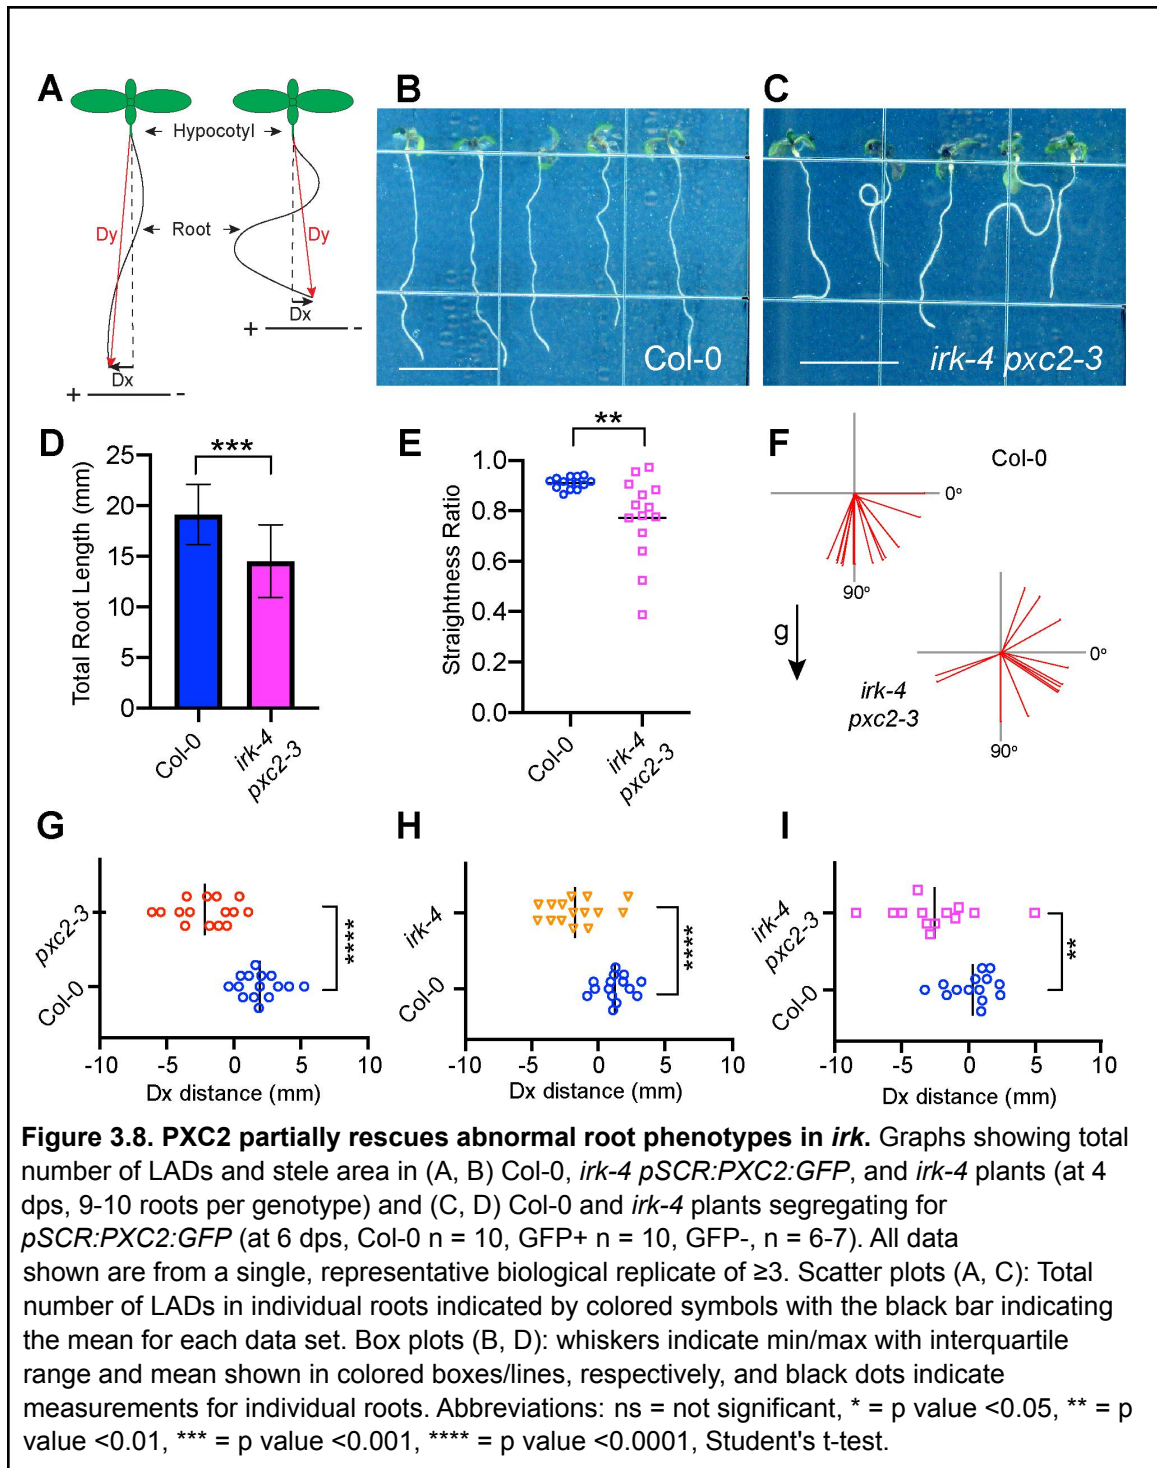 A
Hypocotyl
Root
Dy
Dy
Dx
Dx
+ -
+ -
B
Col-0
C
irk-4 pxc2-3
D
***
Total Root Length (mm)
25
20
15
10
5
0
Col-0
irk-4
pxc2-3
E
**
Straightness Ratio
1.0
0.8
0.6
0.4
0.2
0.0
Col-0
irk-4
pxc2-3
F
Col-0
0º
90º
g
0º
irk-4
pxc2-3
90º
G
pxc2-3
Col-0
****
-10 -5 0 5 10
Dx distance (mm)
H
irk-4
Col-0
****
-10 -5 0 5 10
Dx distance (mm)
I
irk-4
pxc2-3
Col-0
**
-10 -5 0 5 10
Dx distance (mm)
Figure 3.8. PXC2 partially rescues abnormal root phenotypes in irk. Graphs showing total
number of LADs and stele area in (A, B) Col-0, irk-4 pSCR:PXC2:GFP, and irk-4 plants (at 4
dps, 9-10 roots per genotype) and (C, D) Col-0 and irk-4 plants segregating for
pSCR:PXC2:GFP (at 6 dps, Col-0 n = 10, GFP+ n = 10, GFP-, n = 6-7). All data
shown are from a single, representative biological replicate of ≥3. Scatter plots (A, C): Total
number of LADs in individual roots indicated by colored symbols with the black bar indicating
the mean for each data set. Box plots (B, D): whiskers indicate min/max with interquartile
range and mean shown in colored boxes/lines, respectively, and black dots indicate
measurements for individual roots. Abbreviations: ns = not significant, * = p value <0.05, ** = p
value <0.01, *** = p value <0.001, **** = p value <0.0001, Student's t-test.